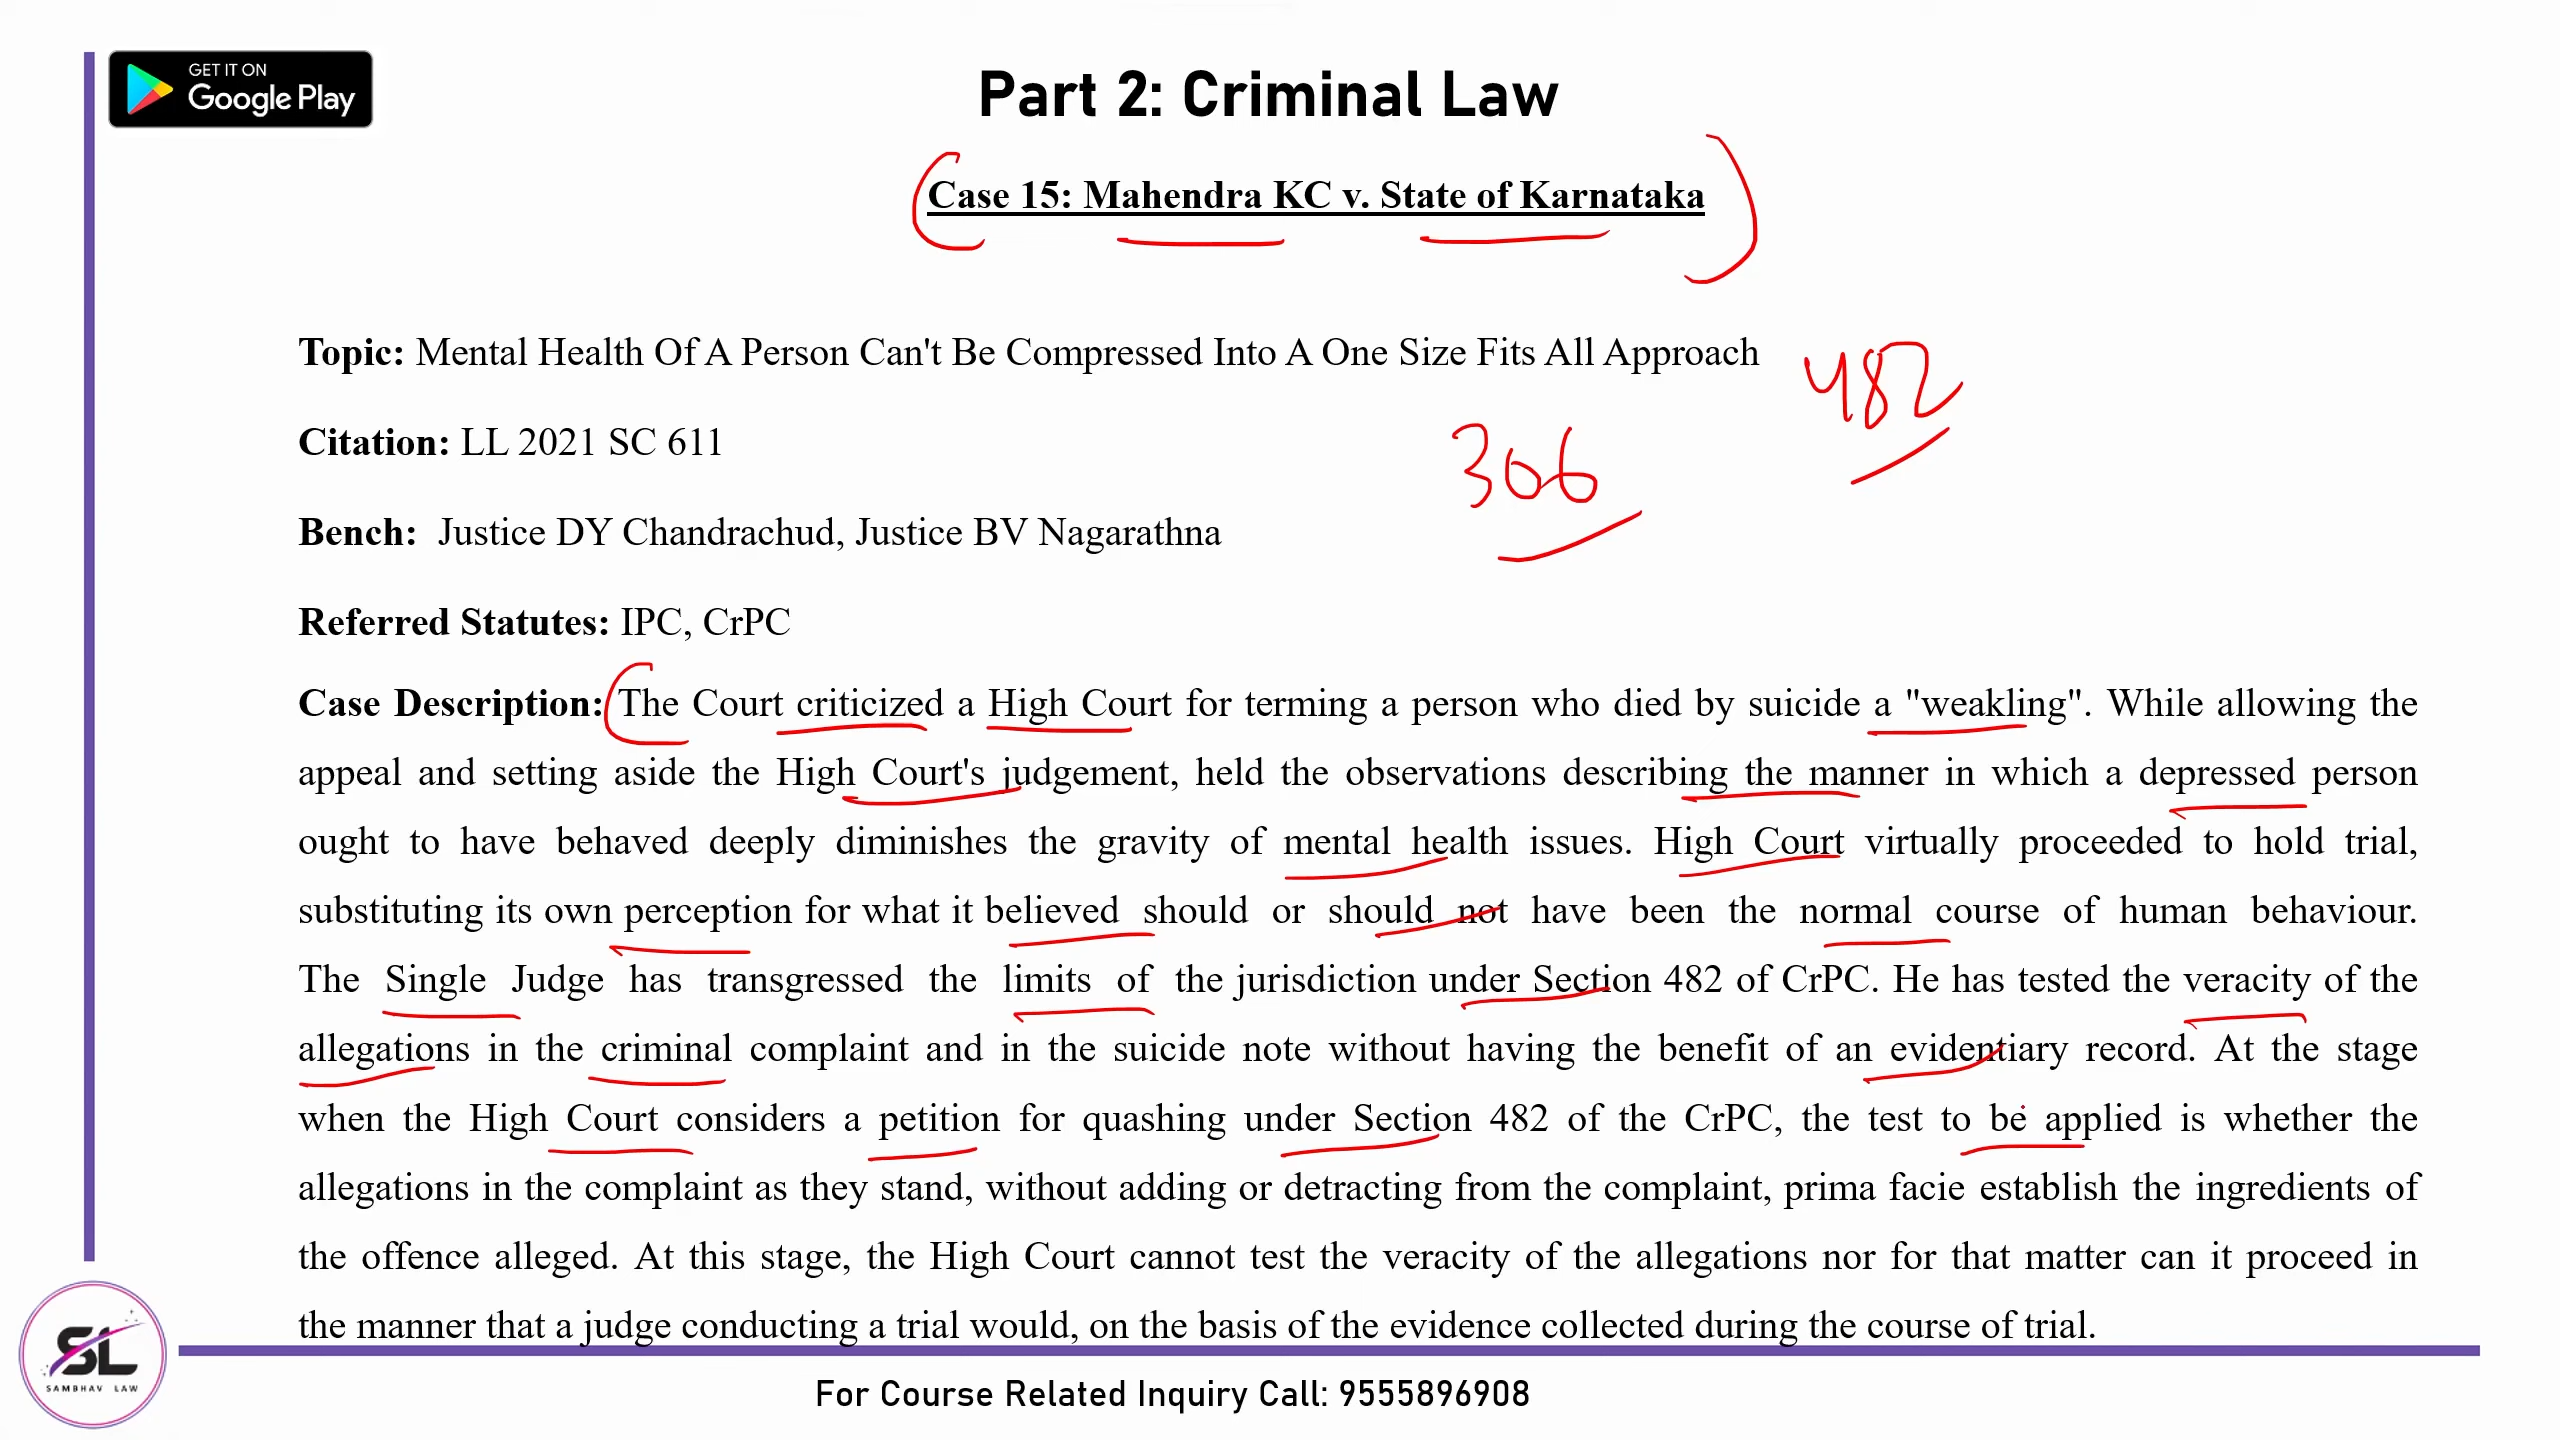 GET IT ON
Google Play
Part 2: Criminal Law
Case 15: Mahendra KC v. State of Karnataka
Topic: Mental Health Of A Person Can't Be Compressed Into A One Size Fits All Approach
482
Citation: LL 2021 SC 611
306
Bench: Justice DY Chandrachud, Justice BV Nagarathna
Referred Statutes: IPC, CrPC
Case Description: The Court criticized a High Court for terming a person who died by suicide a "weakling". While allowing the
appeal and setting aside the High Court's judgement, held the observations describing the manner in which a depressed person
ought to have behaved deeply diminishes the gravity of mental health issues. High Court virtually proceeded to hold trial,
substituting its own perception for what it believed should or should not have been the normal course of human behaviour.
The Single Judge has transgressed the limits of the jurisdiction under Section 482 of CrPC. He has tested the veracity of the
allegations in the criminal complaint and in the suicide note without having the benefit of an evidentiary record. At the stage
when the High Court considers a petition for quashing under Section 482 of the CrPC, the test to be applied is whether the
allegations in the complaint as they stand, without adding or detracting from the complaint, prima facie establish the ingredients of
the offence alleged. At this stage, the High Court cannot test the veracity of the allegations nor for that matter can it proceed in
the manner that a judge conducting a trial would, on the basis of the evidence collected during the course of trial.
SL
SAMBHAV LAW
For Course Related Inquiry Call: 9555896908